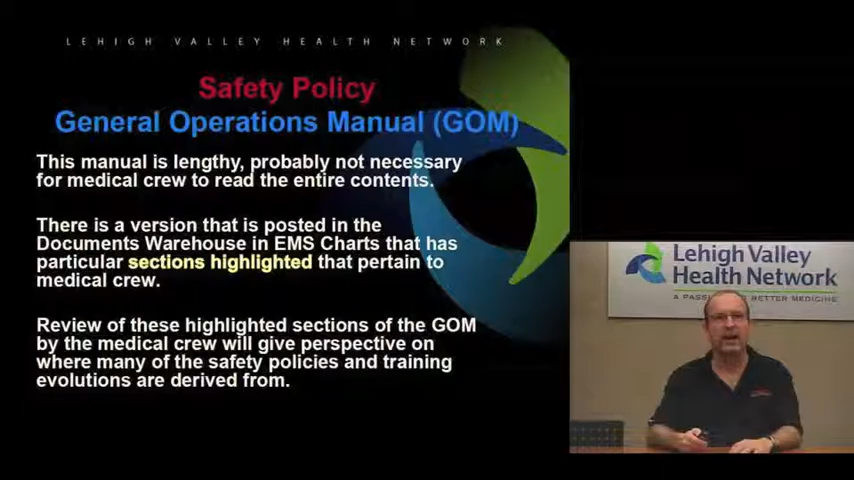 LEHIGH VALLEY HEALTH NETWORK
Safety Policy
General Operations Manual (GOM)
This manual is lengthy, probably not necessary
for medical crew to read the entire contents.
There is a version that is posted in the
Documents Warehouse in EMS Charts that has
particular sections highlighted that pertain to
medical crew.
Review of these highlighted sections of the GOM
by the medical crew will give perspective on
where many of the safety policies and training
evolutions are derived from.
Lehigh Valley
Health Network
A PASSION BETTER MEDICINE